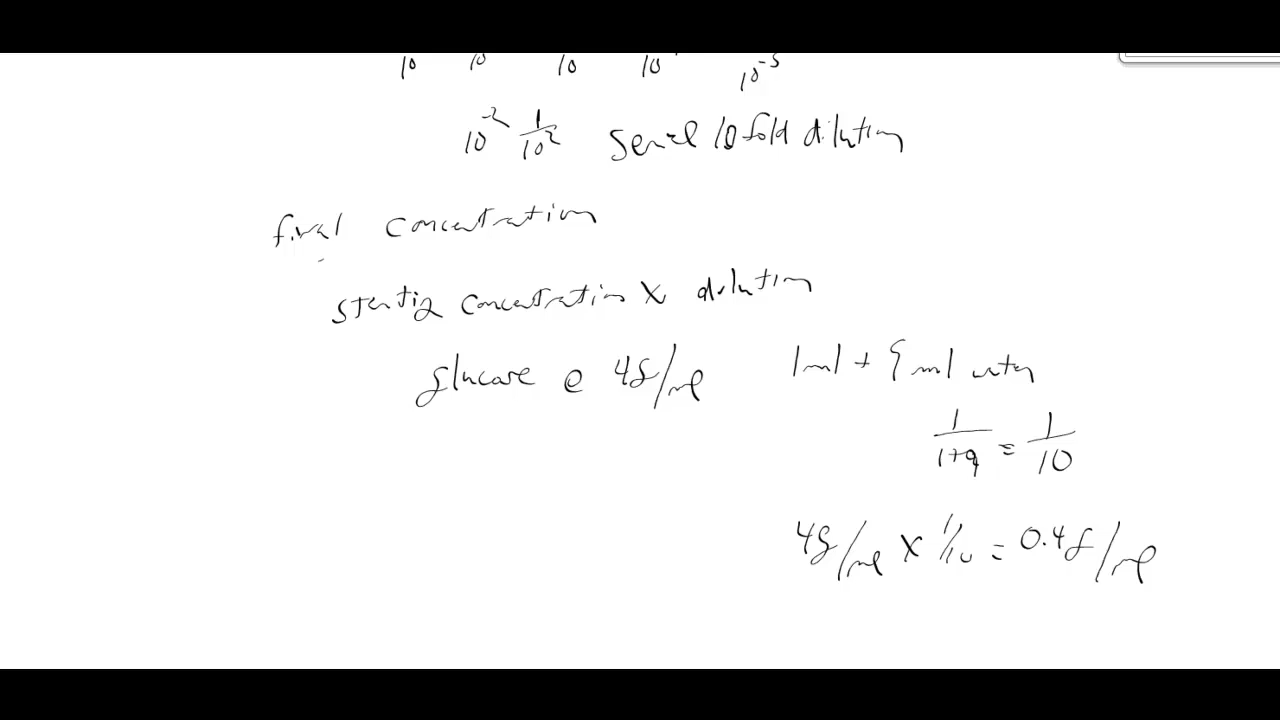 10 10 10 10 10⁻⁵
10⁻² 1/10² Serial 10 fold dilution
final concentration
starting concentration X dilution
glucose @ 4g/ml 1ml + 9ml water
1/1+9 = 1/10
4g/ml X 1/10 = 0.4g/ml